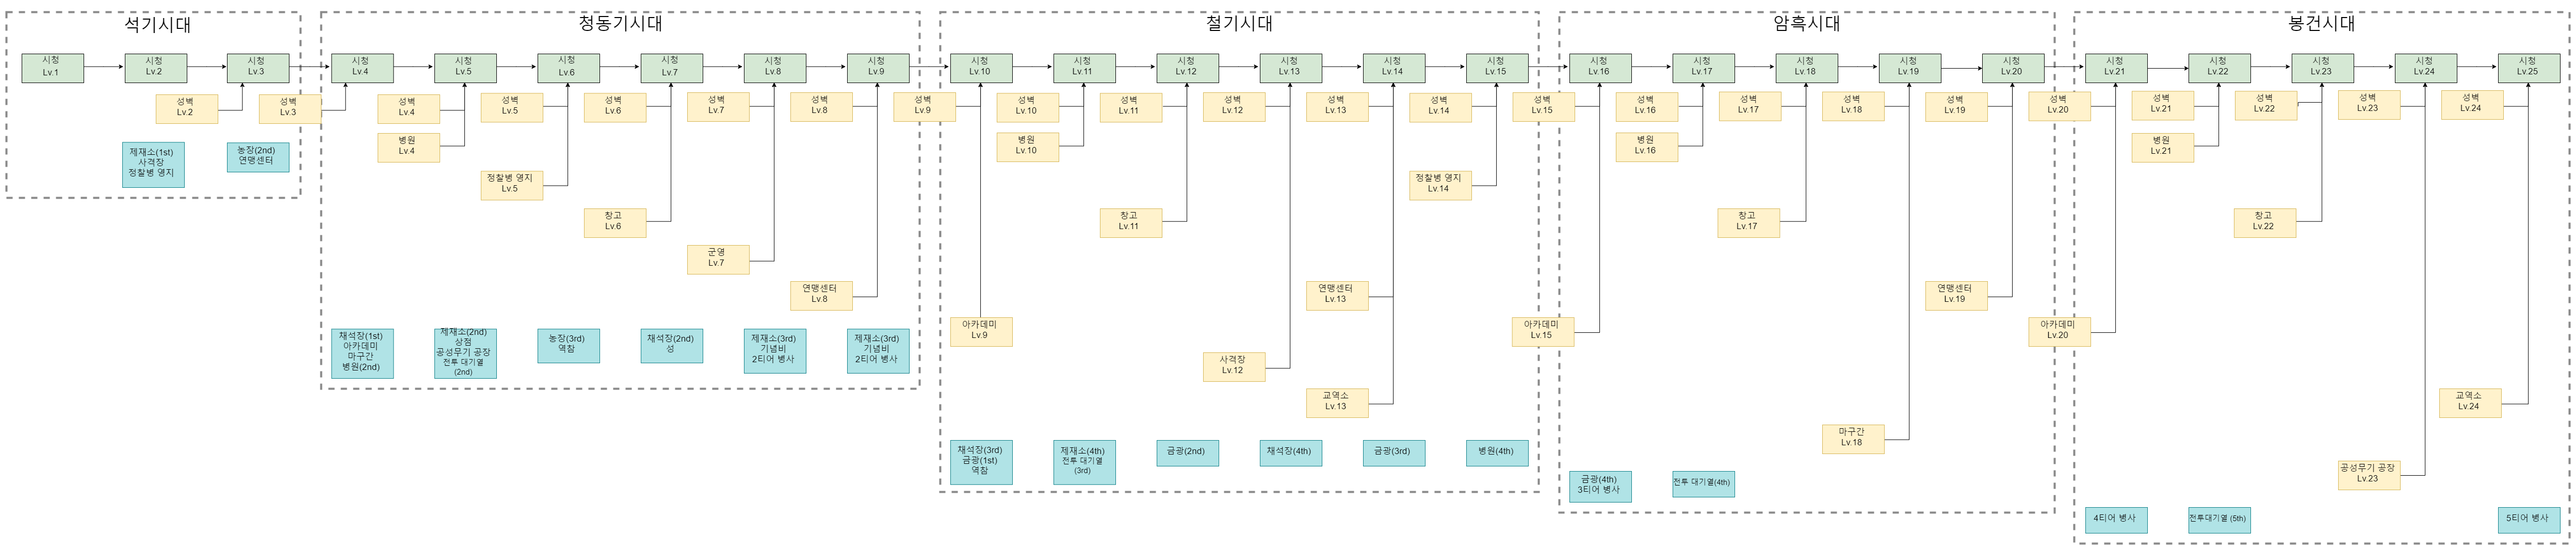 석기시대
청동기시대
철기시대
암흑시대
봉건시대
시청
Lv.1
시청
Lv.2
시청
Lv.3
시청
Lv.4
시청
Lv.5
시청
Lv.6
시청
Lv.7
시청
Lv.8
시청
Lv.9
시청
Lv.10
시청
Lv.11
시청
Lv.12
시청
Lv.13
시청
Lv.14
시청
Lv.15
시청
Lv.16
시청
Lv.17
시청
Lv.18
시청
Lv.19
시청
Lv.20
시청
Lv.21
시청
Lv.22
시청
Lv.23
시청
Lv.24
시청
Lv.25
성벽
Lv.2
성벽
Lv.3
성벽
Lv.4
성벽
Lv.5
성벽
Lv.6
성벽
Lv.7
성벽
Lv.8
성벽
Lv.9
성벽
Lv.10
성벽
Lv.11
성벽
Lv.12
성벽
Lv.13
성벽
Lv.14
성벽
Lv.15
성벽
Lv.16
성벽
Lv.17
성벽
Lv.18
성벽
Lv.19
성벽
Lv.20
성벽
Lv.21
성벽
Lv.22
성벽
Lv.23
성벽
Lv.24
병원
Lv.4
병원
Lv.10
병원
Lv.16
병원
Lv.21
제재소(1st)
사격장
정찰병 영지
농장(2nd)
연맹센터
정찰병 영지
Lv.5
정찰병 영지
Lv.14
창고
Lv.6
창고
Lv.11
창고
Lv.17
창고
Lv.22
군영
Lv.7
연맹센터
Lv.8
연맹센터
Lv.13
연맹센터
Lv.19
아카데미
Lv.9
아카데미
Lv.15
아카데미
Lv.20
채석장(1st)
아카데미
마구간
병원(2nd)
제재소(2nd)
상점
공성무기 공장
전투 대기열
(2nd)
농장(3rd)
역참
채석장(2nd)
성
제재소(3rd)
기념비
2티어 병사
제재소(3rd)
기념비
2티어 병사
사격장
Lv.12
교역소
Lv.13
교역소
Lv.24
마구간
Lv.18
채석장(3rd)
금광(1st)
역참
제재소(4th)
전투 대기열
(3rd)
금광(2nd)
채석장(4th)
금광(3rd)
병원(4th)
공성무기 공장
Lv.23
금광(4th)
3티어 병사
전투 대기열(4th)
4티어 병사
전투대기열 (5th)
5티어 병사